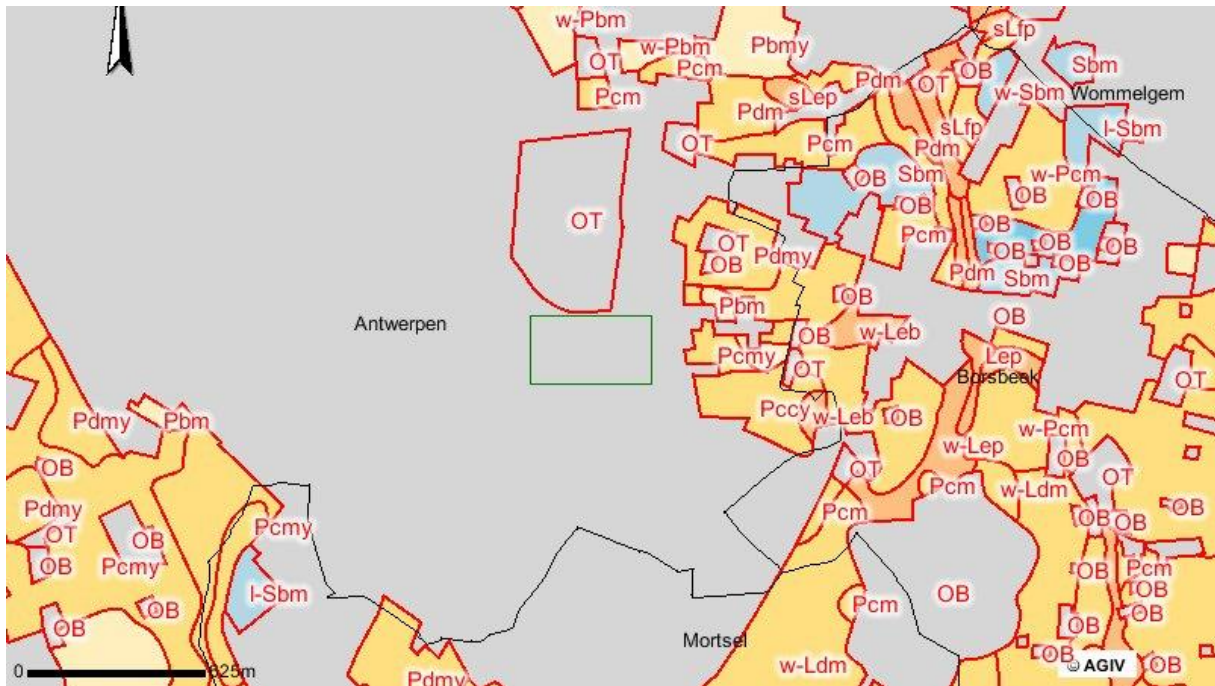 w-Pbm
sLfp
OT
w-Pbm
Pbmy
Pcm
Pcm
sLep
Pdm
OT
OB
Sbm
w-Sbm
Wommelgem
Pdm
sLfp
l-Sbm
OT
Pcm
Pdm
OB
Sbm
w-Pcm
OB
OB
OB
OT
OT
OB
Pdmy
Pcm
OB
OB
OB
OB
OB
Pdm
Sbm
Pbm
OB
OB
Antwerpen
OB
w-Leb
Pcmy
OT
Lep
Borsbeek
OT
Pdmy
Pbm
Pccy
w-Leb
OB
w-Pcm
w-Lep
OB
OB
OT
OT
Pcm
w-Ldm
Pdmy
OT
OB
Pcmy
Pcm
OB
OB
OB
OB
Pcmy
OB
Pcm
l-Sbm
OB
Pcm
OB
OB
OB
OB
OB
Mortsel
OB
w-Ldm
OB
© AGIV
OB
0
625m
Pdmy
Pcm